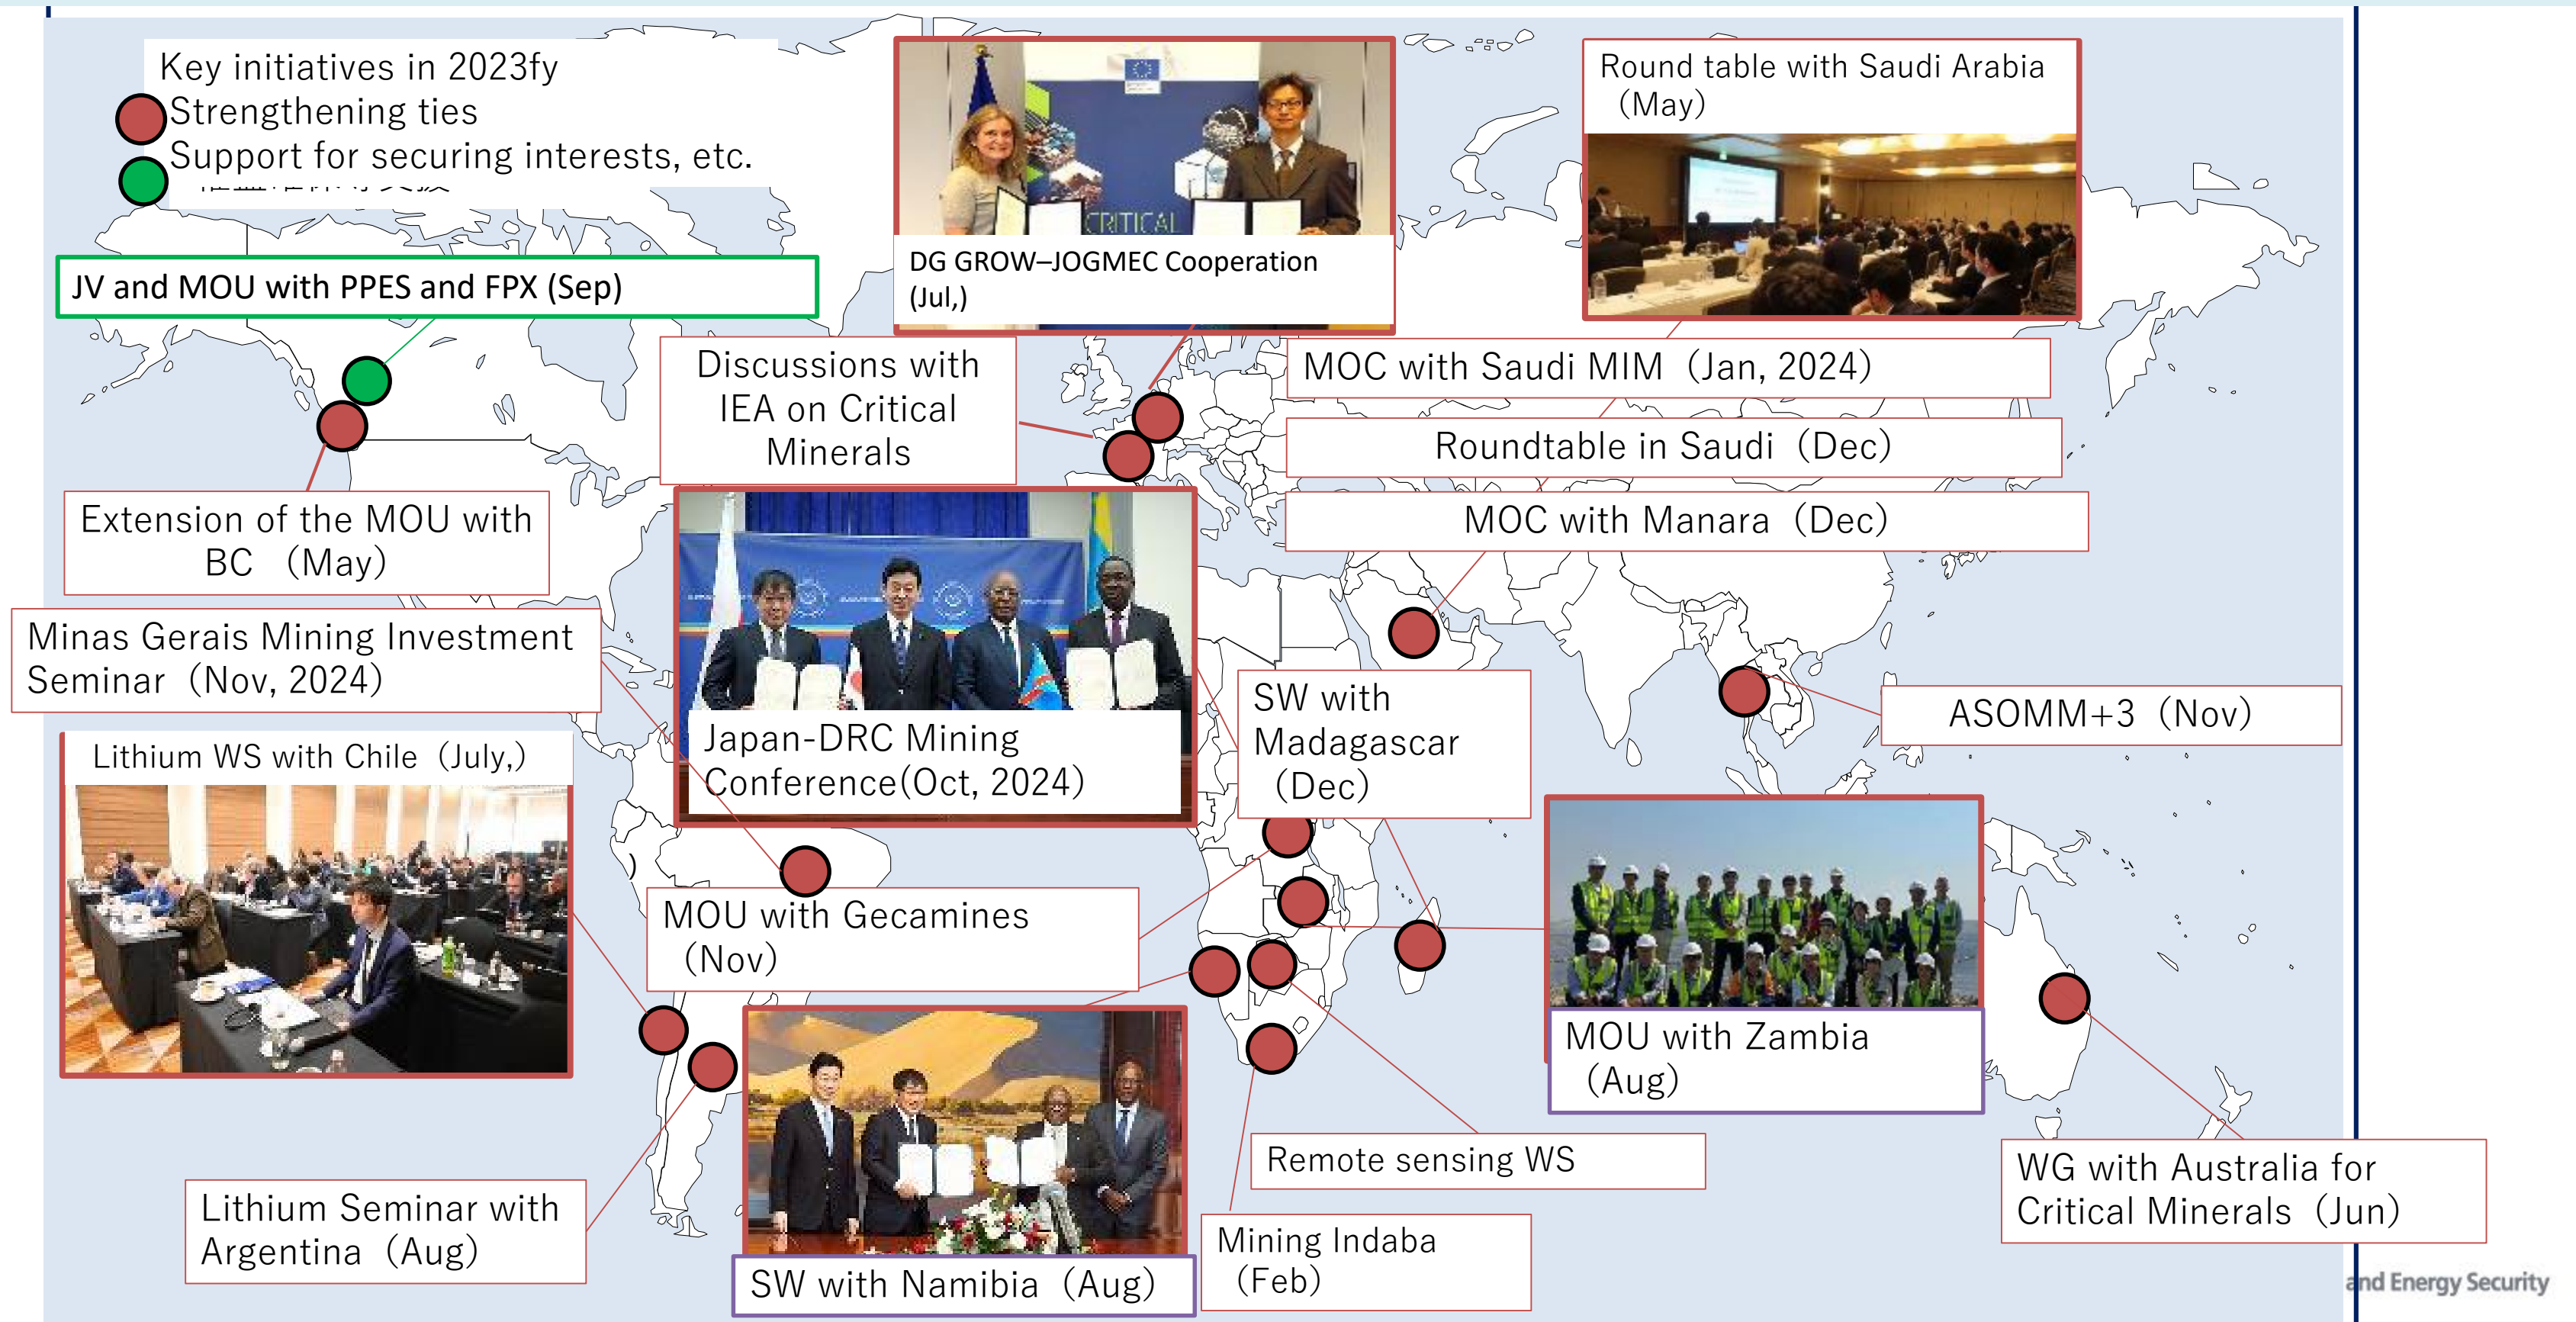 Key initiatives in 2023fy
Strengthening ties
Support for securing interests, etc.
CRITICAL
DG GROW–JOGMEC Cooperation
(Jul,)
Round table with Saudi Arabia
(May)
JV and MOU with PPES and FPX (Sep)
Discussions with
IEA on Critical
Minerals
MOC with Saudi MIM (Jan, 2024)
Roundtable in Saudi (Dec)
MOC with Manara (Dec)
Extension of the MOU with
BC (May)
Minas Gerais Mining Investment
Seminar (Nov, 2024)
Japan-DRC Mining
Conference(Oct, 2024)
SW with
Madagascar
(Dec)
ASOMM+3 (Nov)
Lithium WS with Chile (July,)
)
MOU with Gecamines
(Nov)
MOU with Zambia
(Aug)
Remote sensing WS
WG with Australia for
Critical Minerals (Jun)
Lithium Seminar with
Argentina (Aug)
SW with Namibia (Aug)
Mining Indaba
(Feb)
and Energy Security